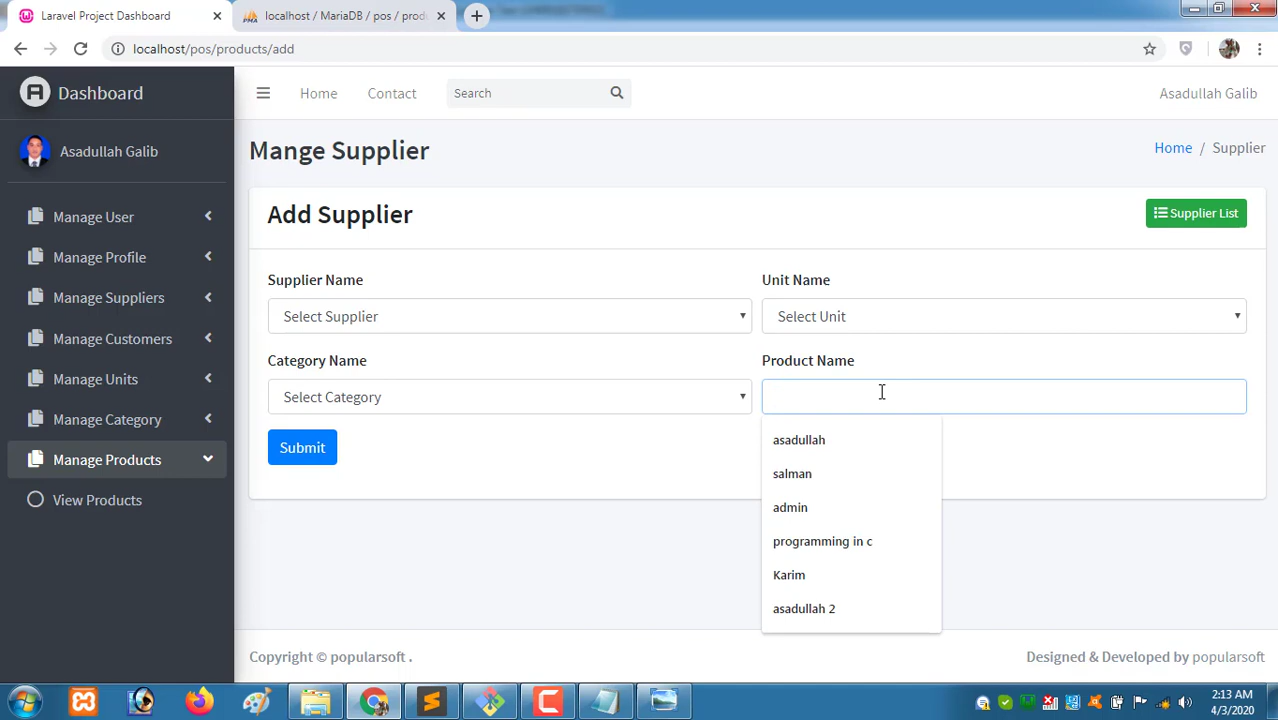 Laravel Project Dashboard
localhost / MariaDB / pos / produ
localhost/pos/products/add
Dashboard
Home
Contact
Search
Asadullah Galib
Asadullah Galib
Mange Supplier
Home / Supplier
Add Supplier
Supplier List
Manage User
Manage Profile
Manage Suppliers
Manage Customers
Manage Units
Manage Category
Manage Products
View Products
Supplier Name
Unit Name
Select Supplier
Select Unit
Category Name
Product Name
Select Category
Submit
asadullah
salman
admin
programming in c
Karim
asadullah 2
Copyright © popularsoft .
Designed & Developed by popularsoft
2:13 AM
4/3/2020